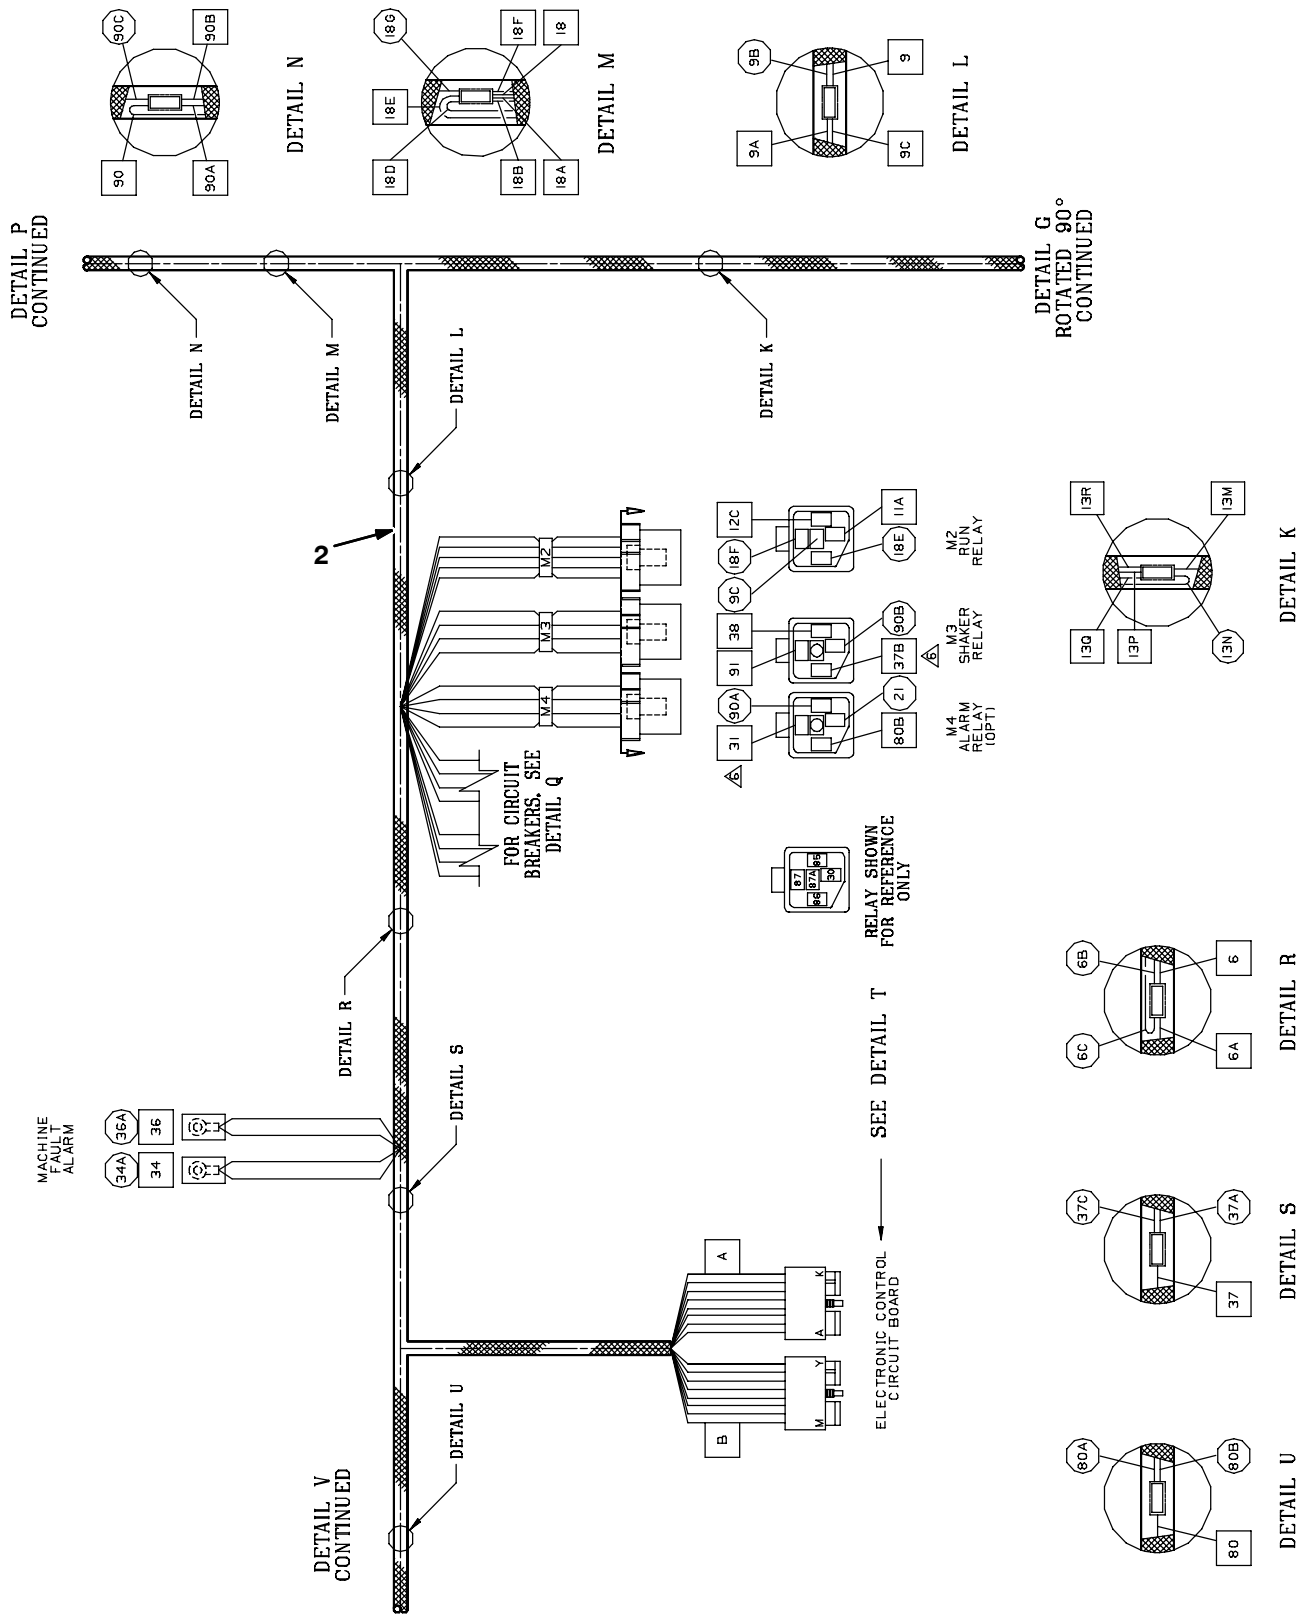 DETAIL P
CONTINUED
90C
90B
90
90A
DETAIL N
18G
18F
18
18E
18D
18B
18A
DETAIL M
9B
9
9A
9C
DETAIL L
DETAIL N
DETAIL M
DETAIL L
DETAIL K
DETAIL G
ROTATED 90°
CONTINUED
2
M2
M3
M4
FOR CIRCUIT
BREAKERS, SEE
DETAIL Q
12C
18F
9C
11A
18E
M2
RUN
RELAY
38
91
90B
37B
6
M3
SHAKER
RELAY
90A
31
6
21
80B
M4
ALARM
RELAY
(OPT)
87
87A
85
86
30
RELAY SHOWN
FOR REFERENCE
ONLY
13R
13M
13Q
13P
13N
DETAIL K
DETAIL R
DETAIL S
MACHINE
FAULT
ALARM
36A
36
34A
34
SEE DETAIL T
6B
6
6C
6A
DETAIL R
A
K
A
Y
M
B
ELECTRONIC CONTROL
CIRCUIT BOARD
37C
37A
37
DETAIL S
DETAIL U
DETAIL V
CONTINUED
80A
80B
80
DETAIL U